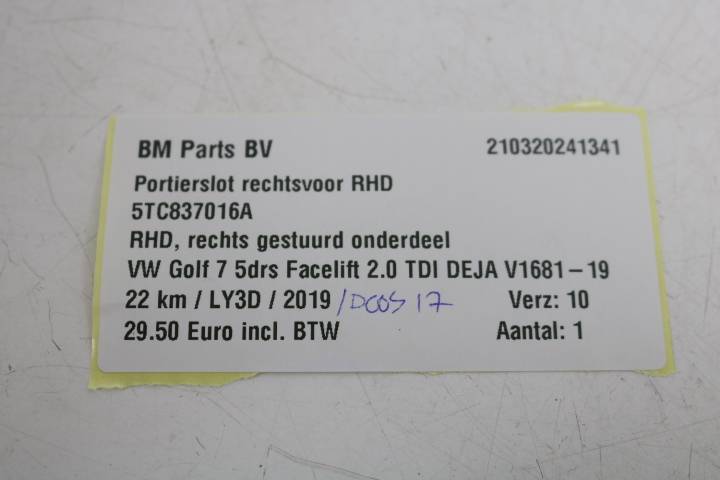 BM Parts BV 210320241341
Portierslot rechtsvoor RHD
5TC837016A
RHD, rechts gestuurd onderdeel
VW Golf 7 5drs Facelift 2.0 TDI DEJA V1681-19
22 km / LY3D / 2019 /DCOS 17 Verz: 10
29.50 Euro incl. BTW Aantal: 1